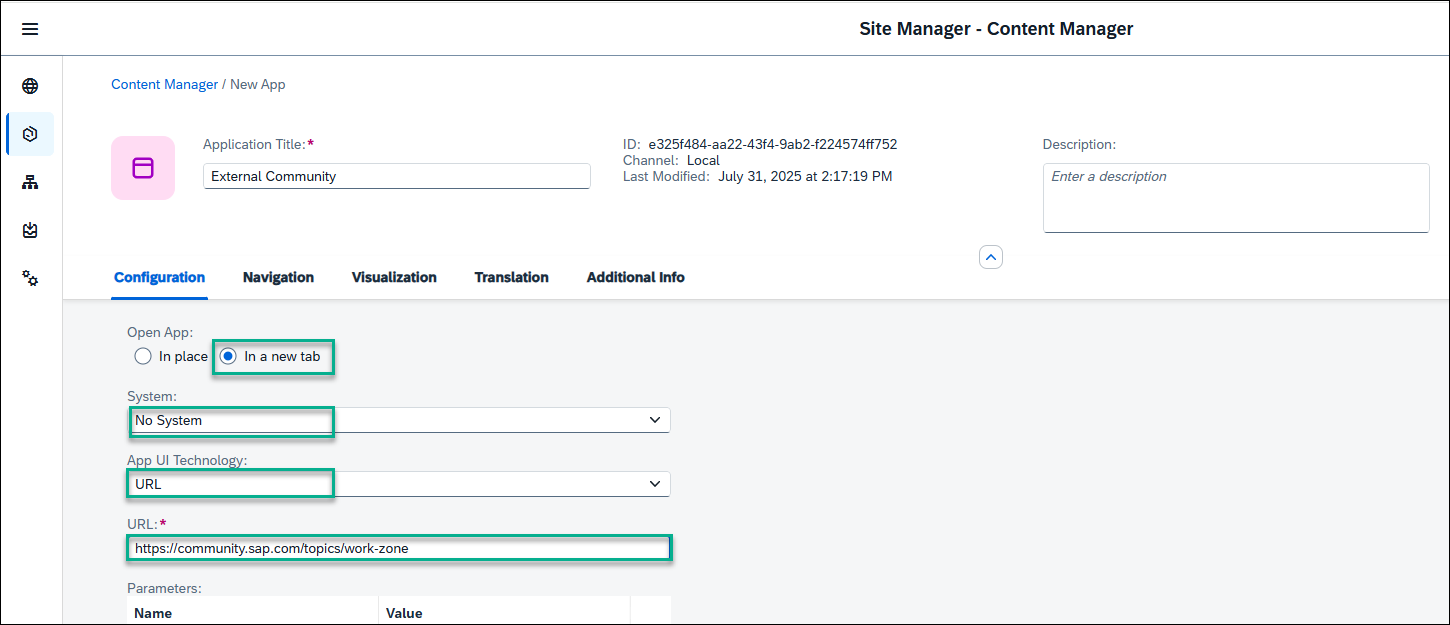 Site Manager - Content Manager
Content Manager / New App
Application Title:*
External Community
ID: e325f484-aa22-43f4-9ab2-f224574ff752
Channel: Local
Last Modified: July 31, 2025 at 2:17:19 PM
Description:
Enter a description
Configuration Navigation Visualization Translation Additional Info
Open App:
In place In a new tab
System:
No System
App UI Technology:
URL
URL:*
https://community.sap.com/topics/work-zone
Parameters:
Name Value